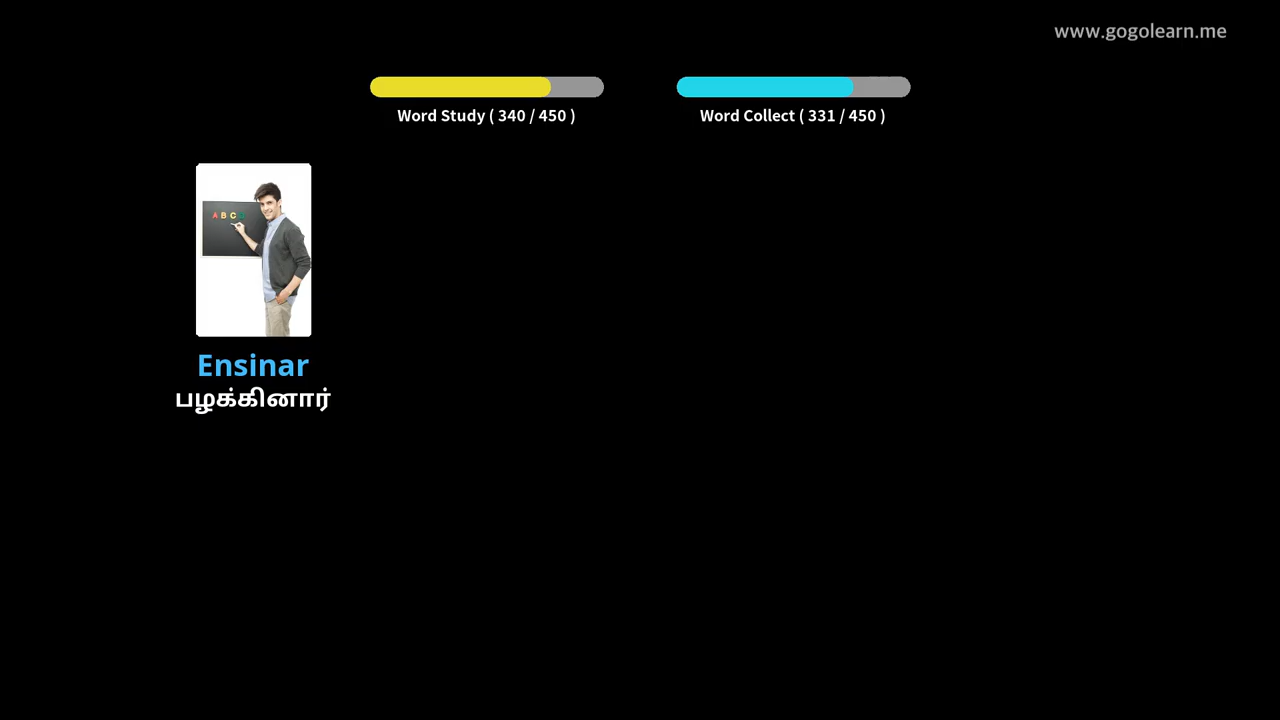 www.gogolearn.me
Word Study ( 340 / 450 )
Word Collect ( 331 / 450 )
A B C
Ensinar
பழக்கினார்